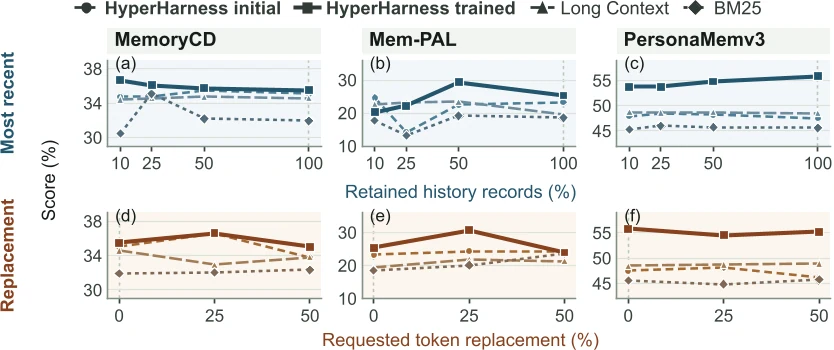 HyperHarness initial HyperHarness trained Long Context BM25
MemoryCD Mem-PAL PersonaMemv3
Most recent
(a) (b) (c)
38 34 30
30 20 10
55 50 45
10 25 50 100 10 25 50 100 10 25 50 100
Retained history records (%)
Score (%)
Replacement
(d) (e) (f)
38 34 30
30 20 10
55 50 45
0 25 50 0 25 50 0 25 50
Requested token replacement (%)